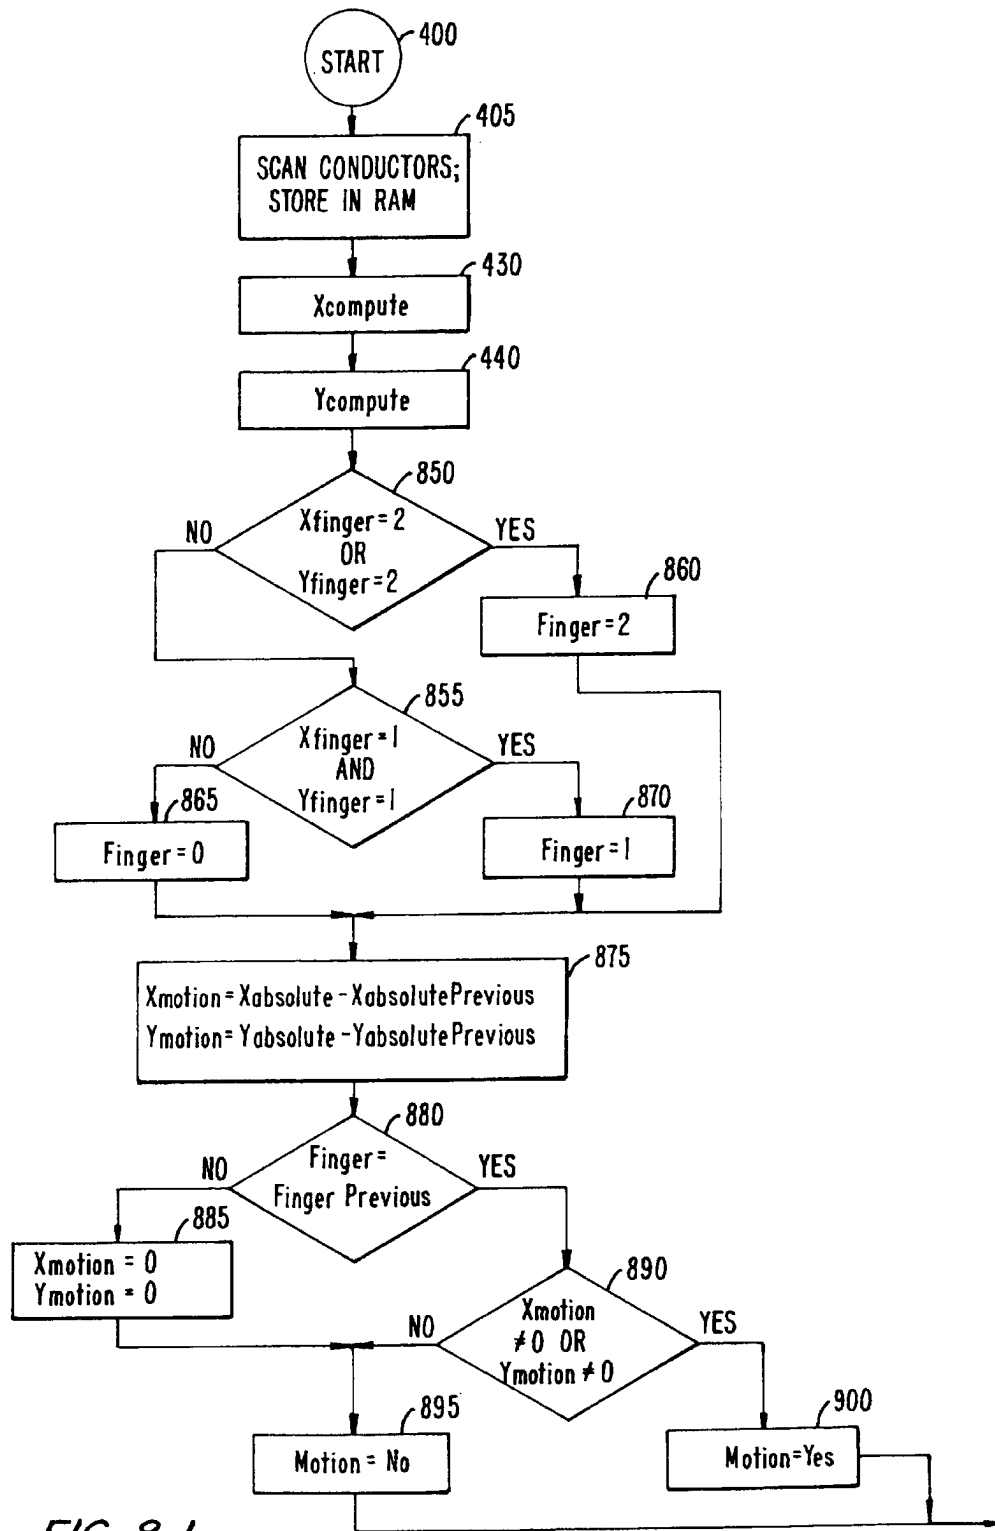 400
START
405
SCAN CONDUCTORS;
STORE IN RAM
430
Xcompute
440
Ycompute
850
NO
Xfinger=2
OR
Yfinger=2
YES
860
Finger=2
855
NO
Xfinger=1
AND
Yfinger=1
YES
865
Finger=0
870
Finger=1
875
Xmotion=Xabsolute-XabsolutePrevious
Ymotion=Yabsolute-YabsolutePrevious
880
NO
Finger=
Finger Previous
YES
885
Xmotion = 0
Ymotion = 0
890
NO
Xmotion
≠0 OR
Ymotion≠0
YES
895
Motion = No
900
Motion=Yes